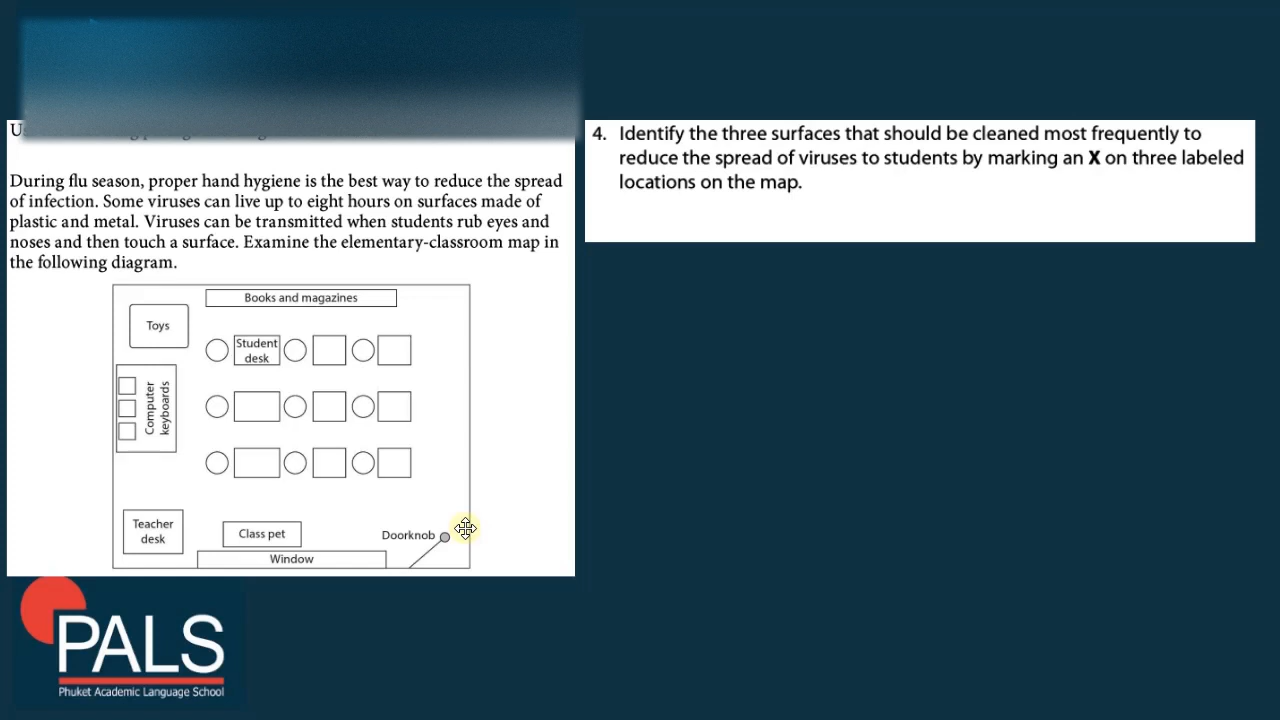 During flu season, proper hand hygiene is the best way to reduce the spread
of infection. Some viruses can live up to eight hours on surfaces made of
plastic and metal. Viruses can be transmitted when students rub eyes and
noses and then touch a surface. Examine the elementary-classroom map in
the following diagram.
Books and magazines
Toys
Student
desk
Computer
keyboards
Teacher
desk
Class pet
Doorknob
Window
4. Identify the three surfaces that should be cleaned most frequently to
reduce the spread of viruses to students by marking an X on three labeled
locations on the map.
PALS
Phuket Academic Language School